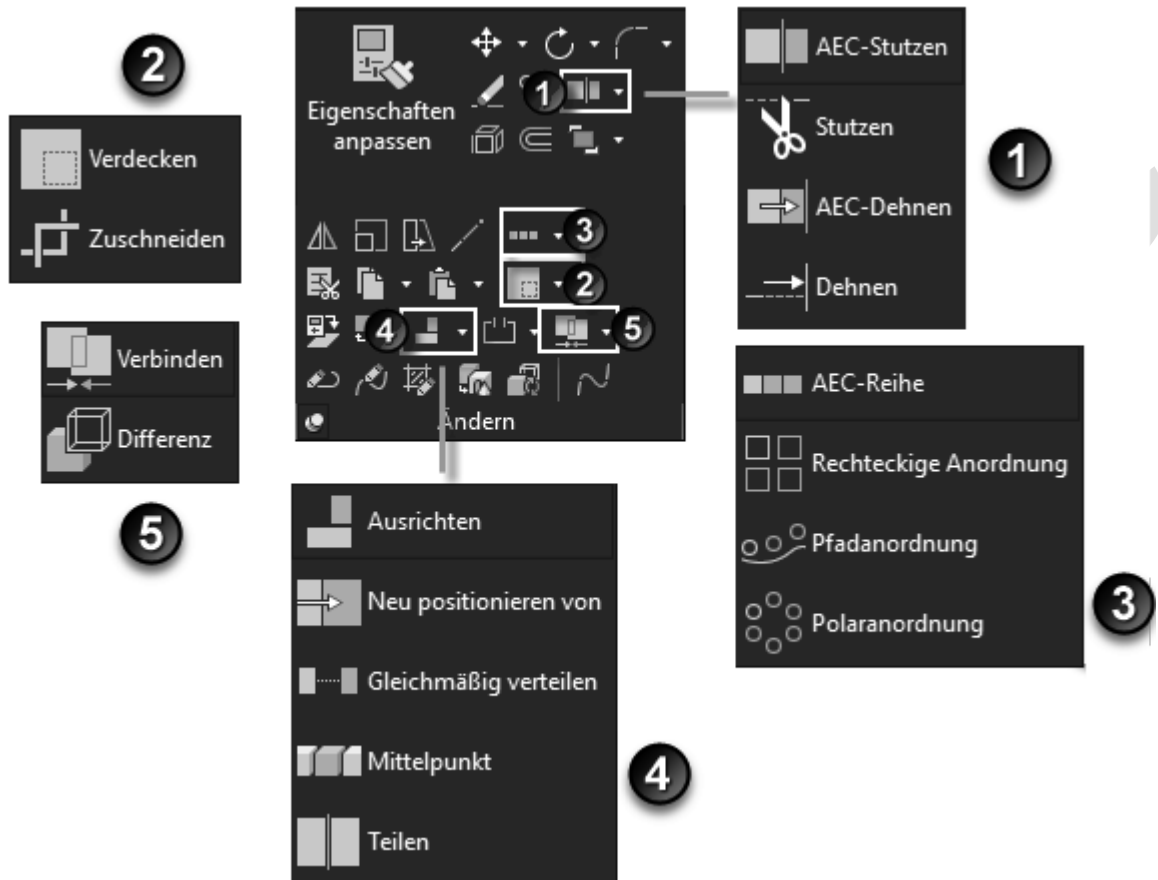 2
Verdecken
Zuschneiden
Verbinden
Differenz
5
Eigenschaften
anpassen
1
3
2
4
5
Ändern
AEC-Stutzen
Stutzen
AEC-Dehnen
Dehnen
1
AEC-Reihe
Rechteckige Anordnung
Pfadanordnung
Polaranordnung
3
Ausrichten
Neu positionieren von
Gleichmäßig verteilen
Mittelpunkt
Teilen
4